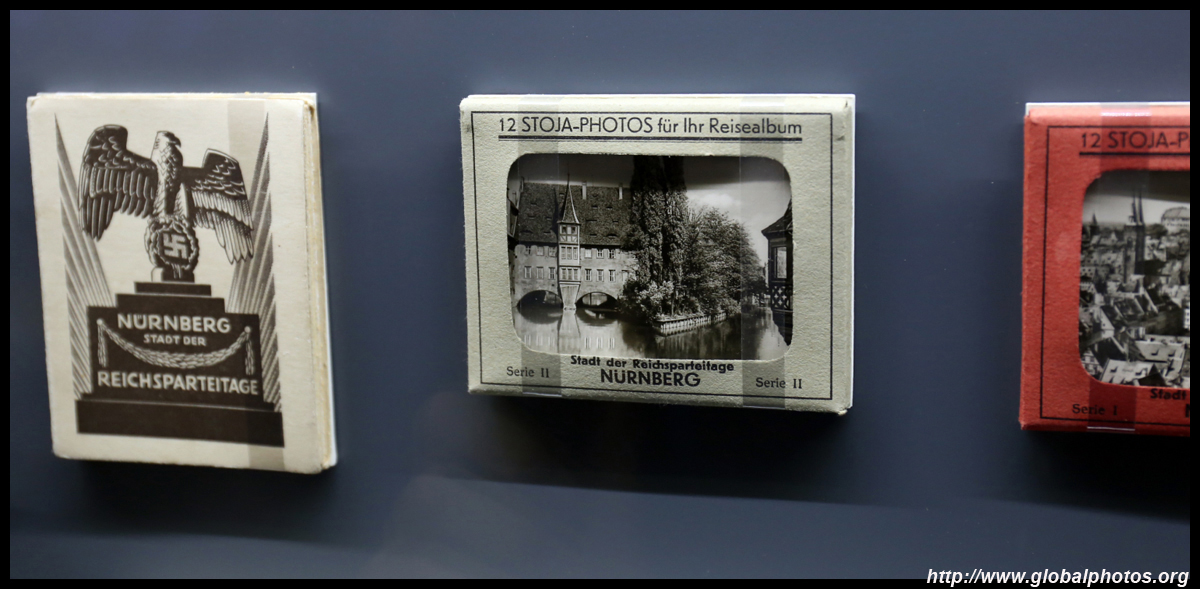 NÜRNBERG
STADT DER
REICHSPARTEITAGE
12 STOJA-PHOTOS für Ihr Reisealbum
Stadt der Reichsparteitage
Serie II NÜRNBERG Serie II
12 STOJA-P
Stadt
Serie I
http://www.globalphotos.org